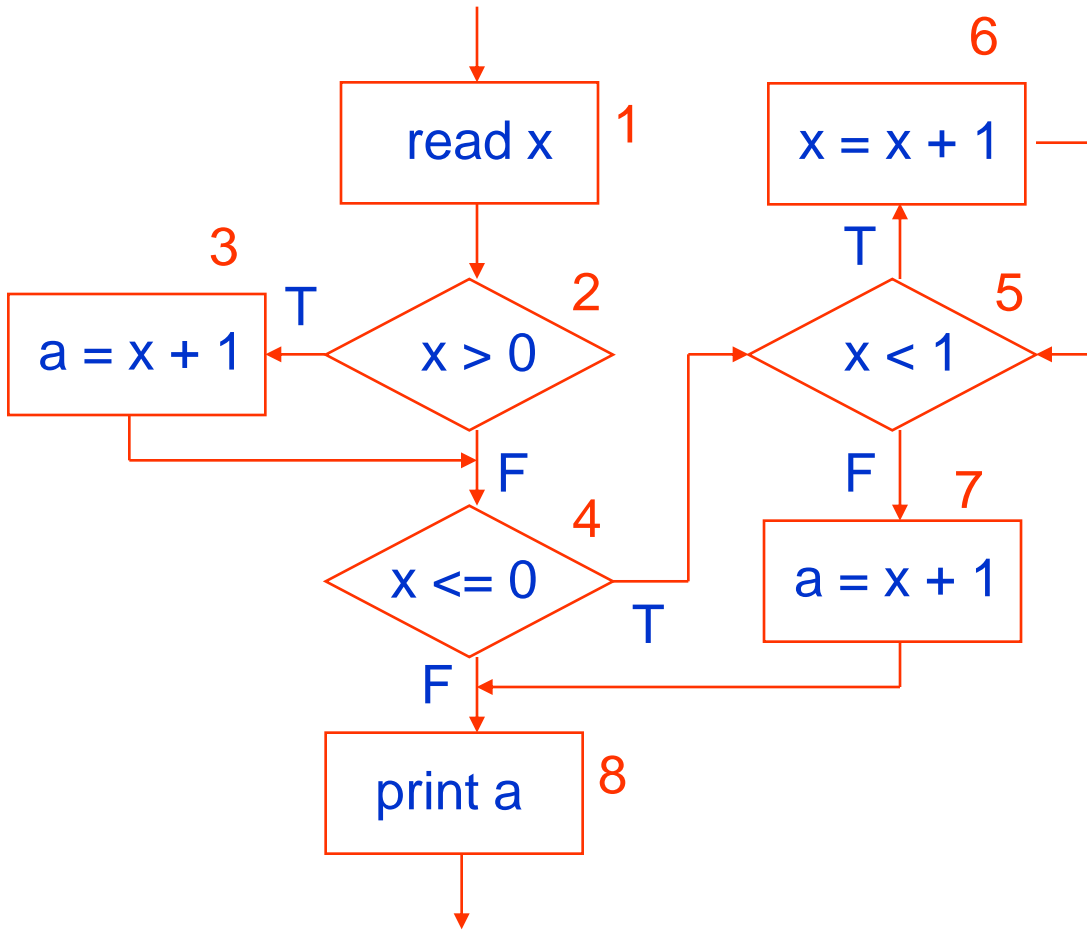 6
read x
1
x = x + 1
T
3
T
2
5
a = x + 1
x > 0
x < 1
F
F
7
4
x <= 0
a = x + 1
T
F
print a
8